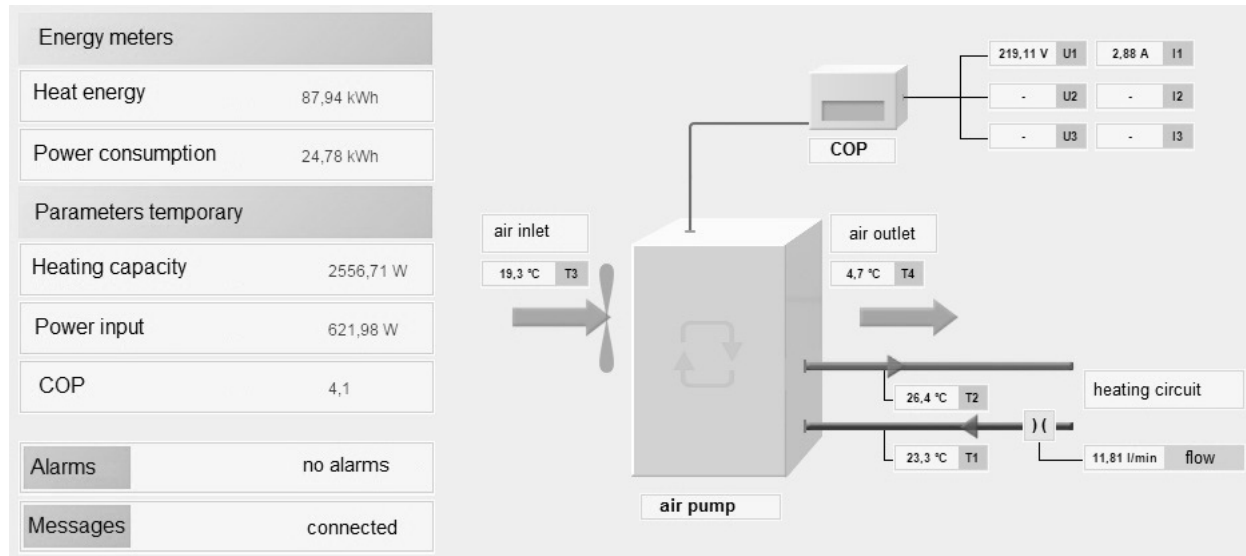 Energy meters
Heat energy 87,94 kWh
Power consumption 24,78 kWh
Parameters temporary
Heating capacity 2556,71 W
Power input 621,98 W
COP 4,1
Alarms no alarms
Messages connected
219,11 V U1 2,88 A I1
- U2 - I2
- U3 - I3
COP
air inlet
19,3 °C T3
air outlet
4,7 °C T4
26,4 °C T2
heating circuit
) (
23,3 °C T1
11,81 l/min flow
air pump